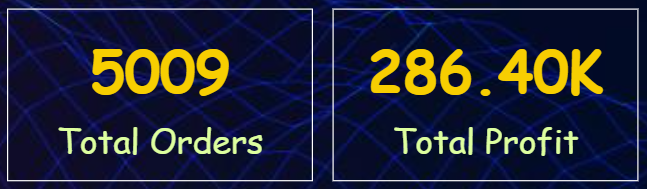 5009
Total Orders
286.40K
Total Profit